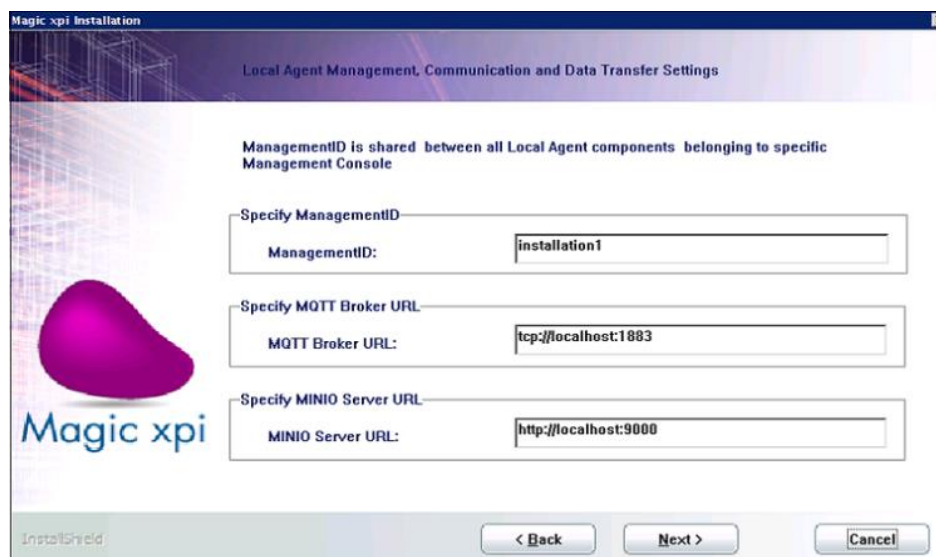 Magic xpi Installation
Local Agent Management, Communication and Data Transfer Settings
ManagementID is shared between all Local Agent components belonging to specific
Management Console
Specify ManagementID
ManagementID:
installation1
Specify MQTT Broker URL
MQTT Broker URL:
tcp://localhost:1883
Specify MINIO Server URL
MINIO Server URL:
http://localhost:9000
Magic xpi
InstallShield
< Back
Next >
Cancel